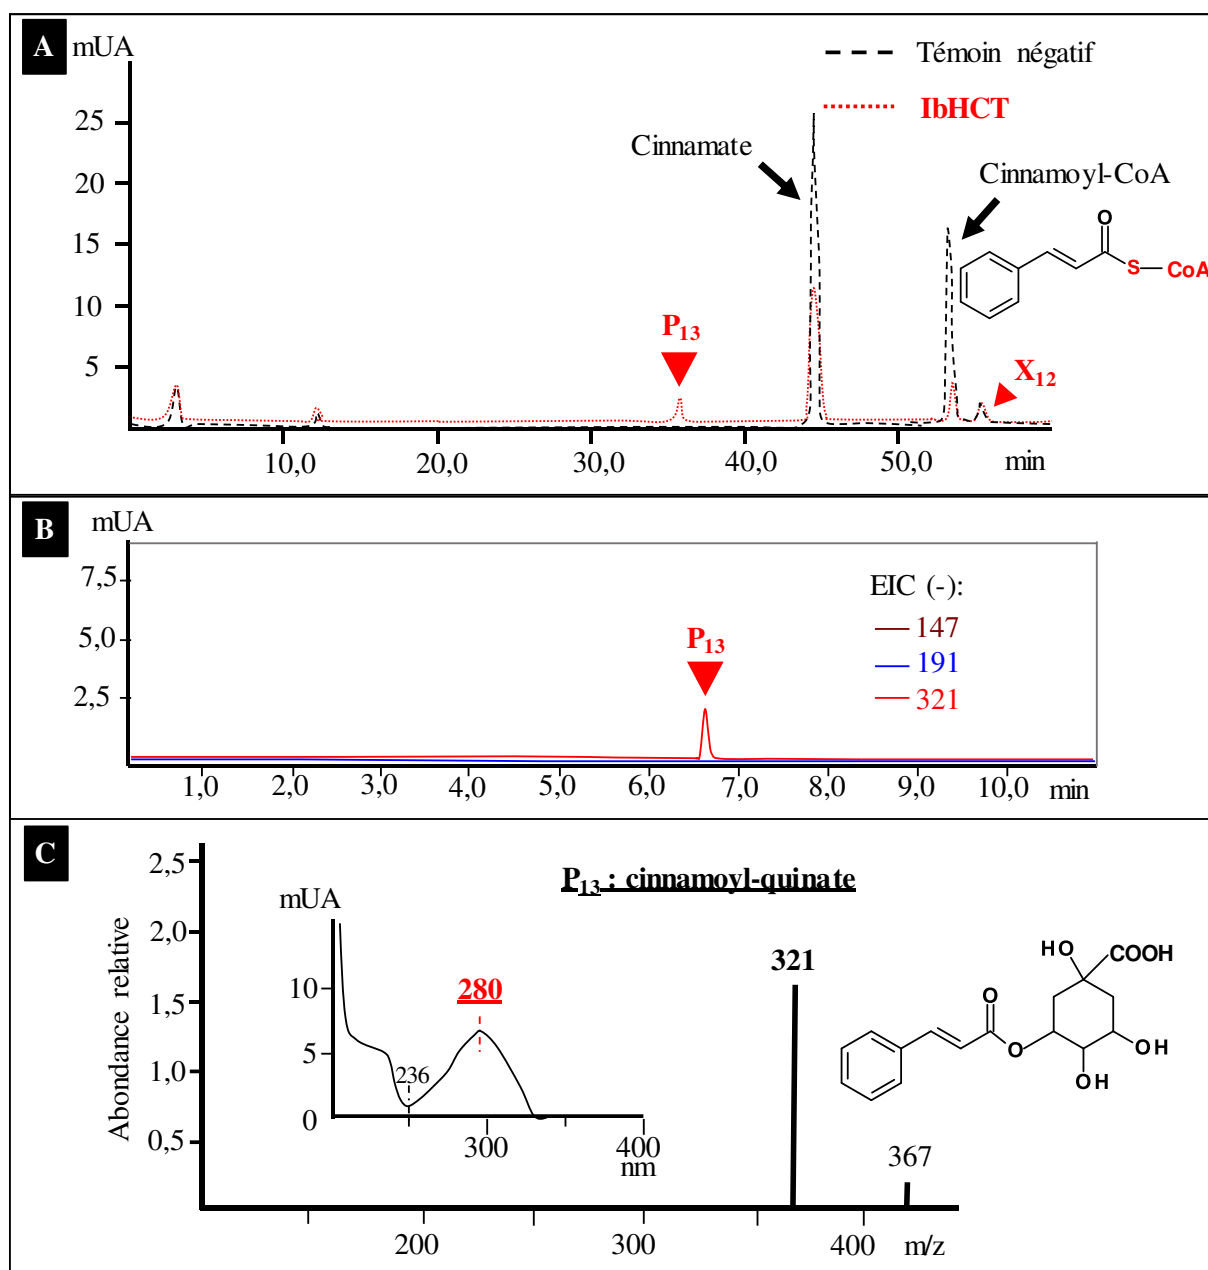 A
mUA
Témoin négatif
IbHCT
25
Cinnamate
Cinnamoyl-CoA
20
15
O
S
CoA
10
P13
5
X12
10,0 20,0 30,0 40,0 50,0 min
B
mUA
7,5
EIC (-):
147
5,0
P13
191
2,5
321
1,0 2,0 3,0 4,0 5,0 6,0 7,0 8,0 9,0 10,0 min
C
2,5
P13 : cinnamoyl-quinate
mUA
2,0
Abondance relative
321
HO COOH
10
280
O
1,5
5
O
OH
236
OH
1,0
0
300 400
nm
0,5
367
200 300 400 m/z